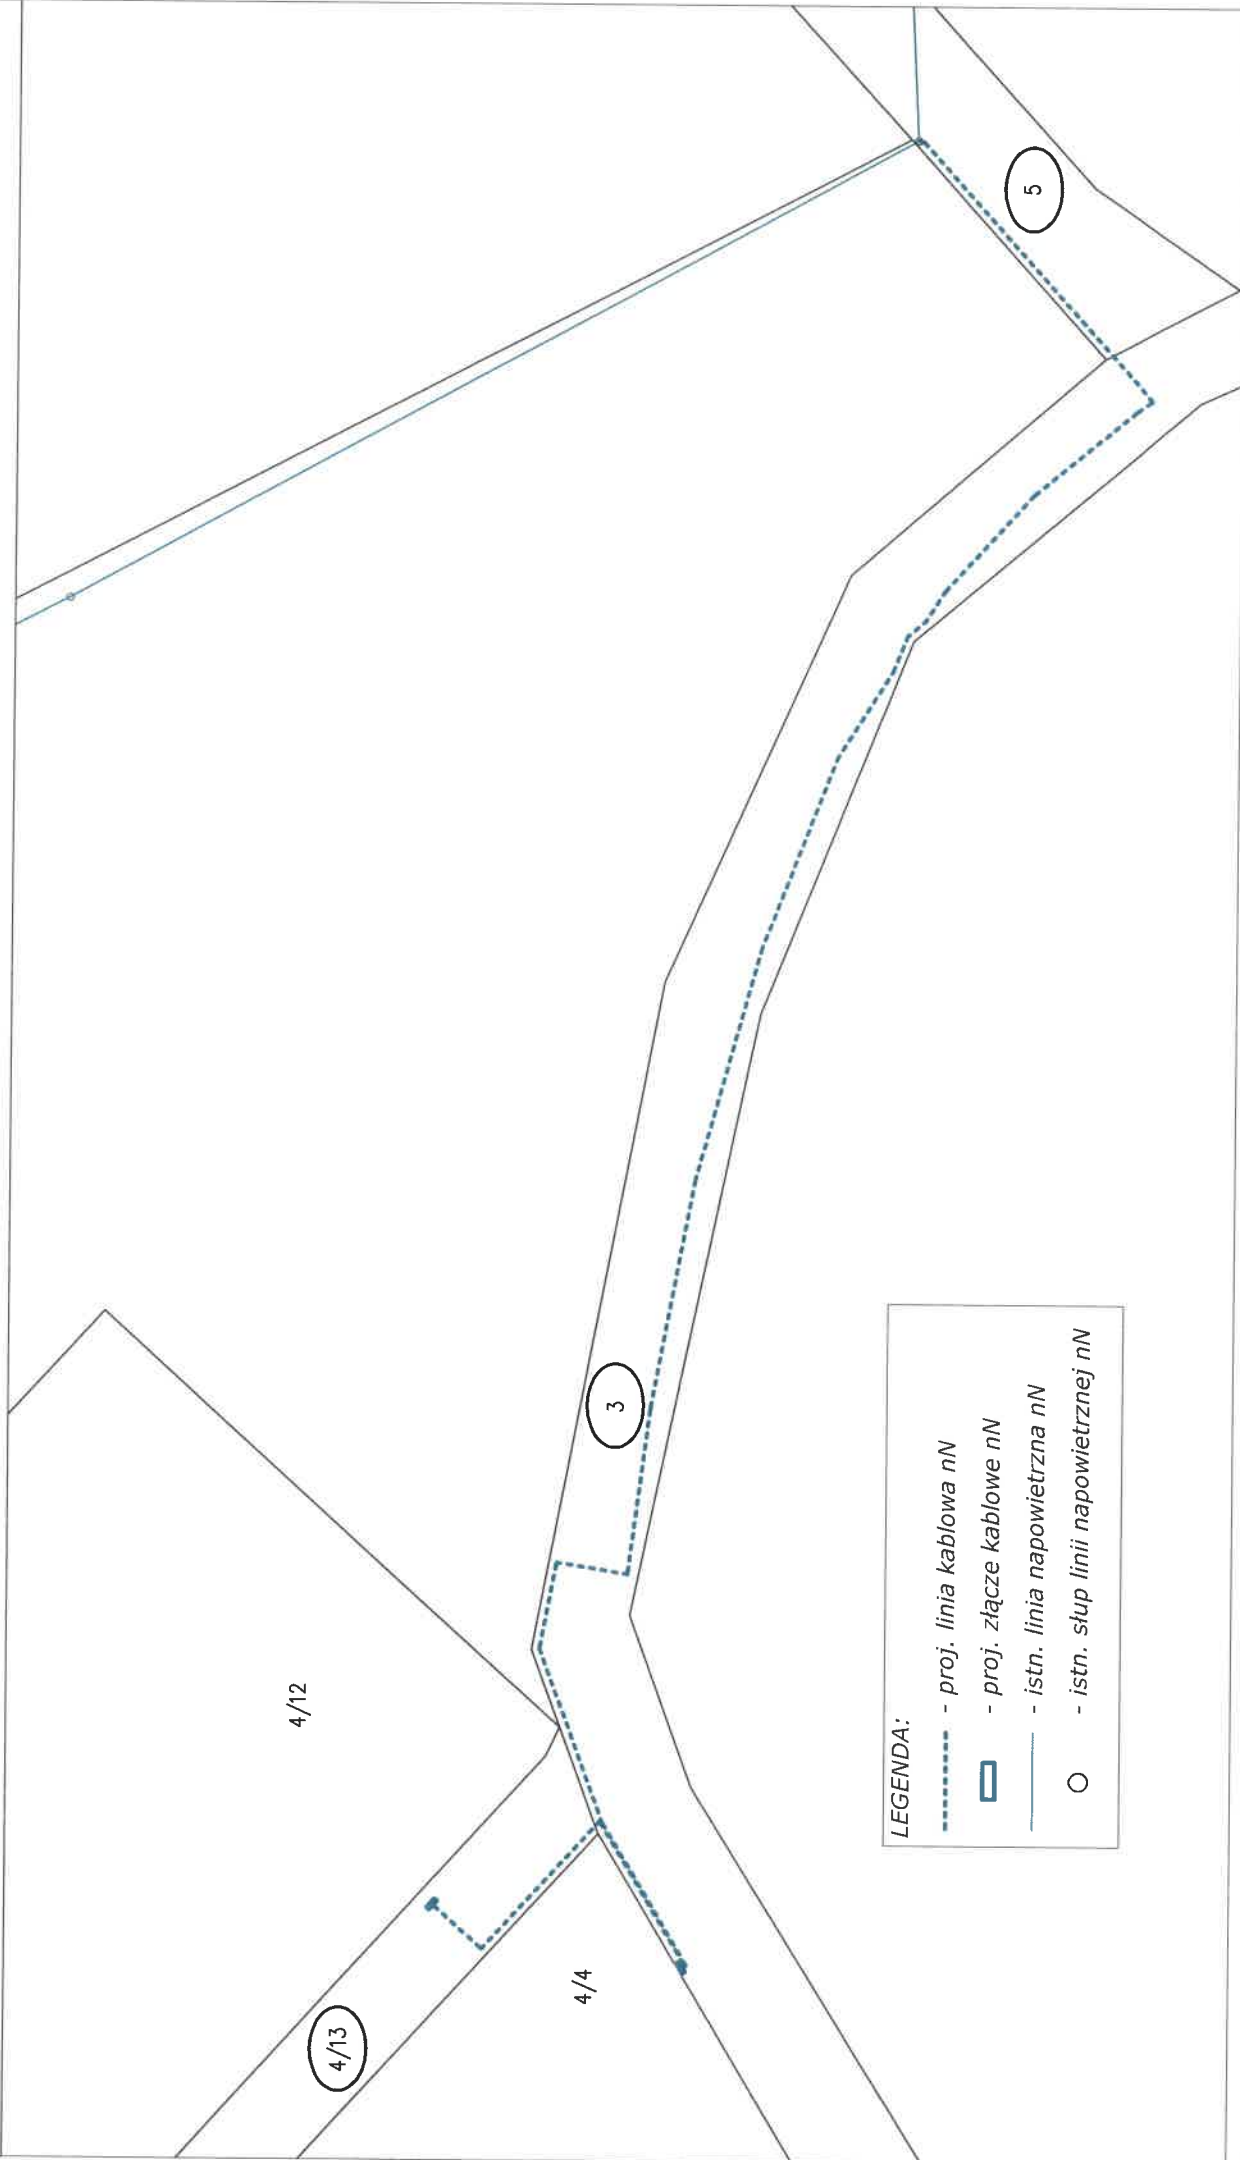 4/12
4/13
4/4
3
5
LEGENDA:
- proj. linia kablowa nN
- proj. złącze kablowe nN
- istn. linia napowietrzna nN
- istn. słup linii napowietrznej nN